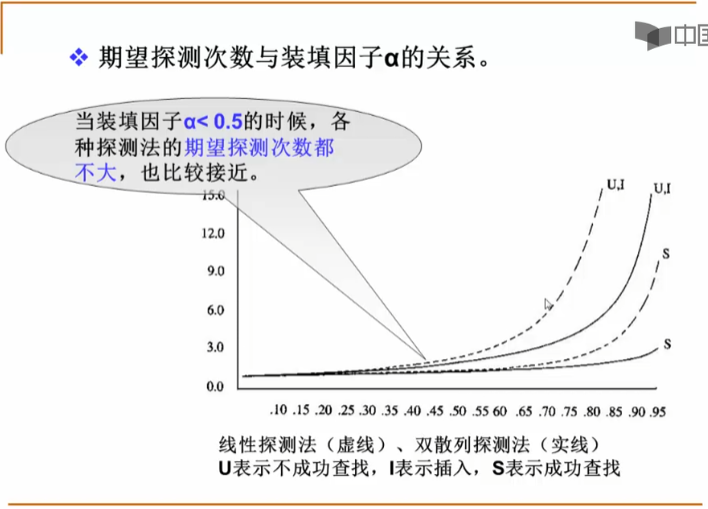 中国
❖ 期望探测次数与装填因子α的关系。
当装填因子α< 0.5的时候，各
种探测法的期望探测次数都
不大，也比较接近。
15.0
U,I
U,I
12.0
S
9.0
6.0
3.0
S
0.0
.10 .15 .20 .25 .30 .35 .40 .45 .50 .55 60 .65 .70 .75 .80 .85 .90 .95
线性探测法（虚线）、双散列探测法（实线）
U表示不成功查找，I表示插入，S表示成功查找